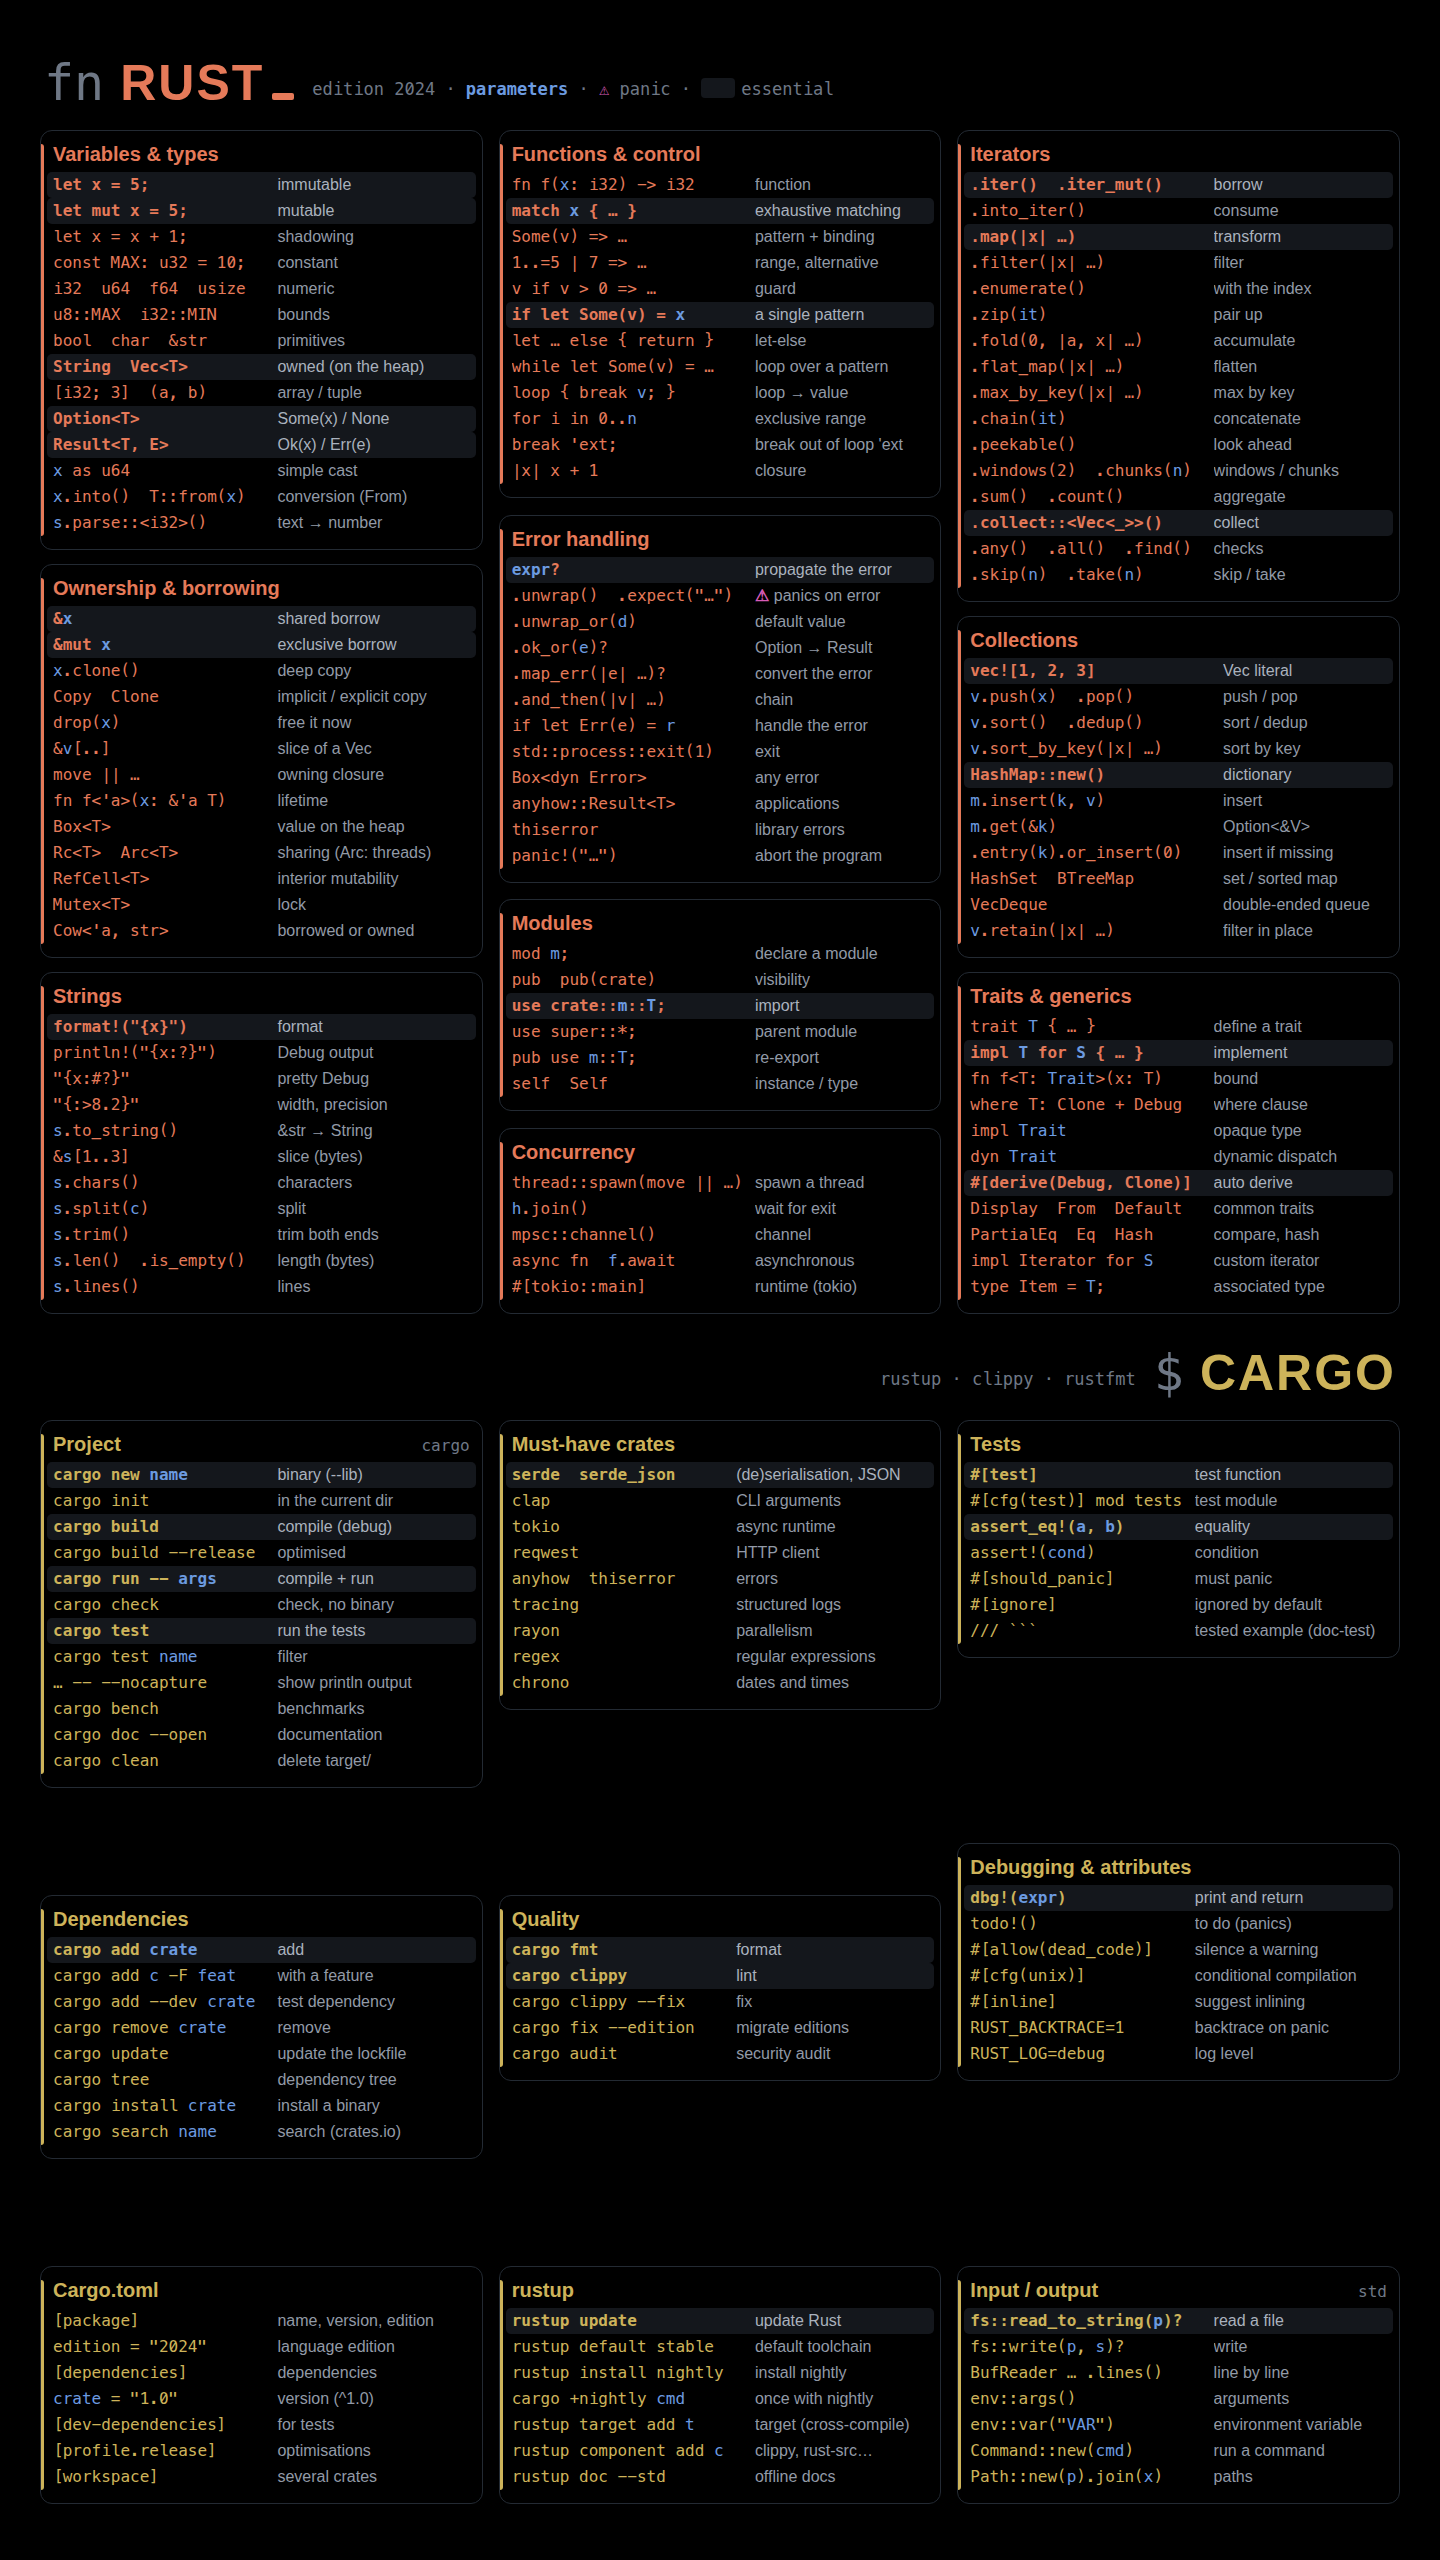 fn RUST_ edition 2024 · parameters · ⚠ panic · essential
Variables & types
let x = 5; immutable
let mut x = 5; mutable
let x = x + 1; shadowing
const MAX: u32 = 10; constant
i32 u64 f64 usize numeric
u8::MAX i32::MIN bounds
bool char &str primitives
String Vec<T> owned (on the heap)
[i32; 3] (a, b) array / tuple
Option<T> Some(x) / None
Result<T, E> Ok(x) / Err(e)
x as u64 simple cast
x.into() T::from(x) conversion (From)
s.parse::<i32>() text → number
Ownership & borrowing
&x shared borrow
&mut x exclusive borrow
x.clone() deep copy
Copy Clone implicit / explicit copy
drop(x) free it now
&v[..] slice of a Vec
move || … owning closure
fn f<'a>(x: &'a T) lifetime
Box<T> value on the heap
Rc<T> Arc<T> sharing (Arc: threads)
RefCell<T> interior mutability
Mutex<T> lock
Cow<'a, str> borrowed or owned
Strings
format!("{x}") format
println!("{x:?}") Debug output
"{x:#?}" pretty Debug
"{:>8.2}" width, precision
s.to_string() &str → String
&s[1..3] slice (bytes)
s.chars() characters
s.split(c) split
s.trim() trim both ends
s.len() .is_empty() length (bytes)
s.lines() lines
Functions & control
fn f(x: i32) -> i32 function
match x { … } exhaustive matching
Some(v) => … pattern + binding
1..=5 | 7 => … range, alternative
v if v > 0 => … guard
if let Some(v) = x a single pattern
let … else { return } let-else
while let Some(v) = … loop over a pattern
loop { break v; } loop → value
for i in 0..n exclusive range
break 'ext; break out of loop 'ext
|x| x + 1 closure
Error handling
expr? propagate the error
.unwrap() .expect("…") ⚠ panics on error
.unwrap_or(d) default value
.ok_or(e)? Option → Result
.map_err(|e| …)? convert the error
.and_then(|v| …) chain
if let Err(e) = r handle the error
std::process::exit(1) exit
Box<dyn Error> any error
anyhow::Result<T> applications
thiserror library errors
panic!("…") abort the program
Modules
mod m; declare a module
pub pub(crate) visibility
use crate::m::T; import
use super::*; parent module
pub use m::T; re-export
self Self instance / type
Concurrency
thread::spawn(move || …) spawn a thread
h.join() wait for exit
mpsc::channel() channel
async fn f.await asynchronous
#[tokio::main] runtime (tokio)
Iterators
.iter() .iter_mut() borrow
.into_iter() consume
.map(|x| …) transform
.filter(|x| …) filter
.enumerate() with the index
.zip(it) pair up
.fold(0, |a, x| …) accumulate
.flat_map(|x| …) flatten
.max_by_key(|x| …) max by key
.chain(it) concatenate
.peekable() look ahead
.windows(2) .chunks(n) windows / chunks
.sum() .count() aggregate
.collect::<Vec<_>>() collect
.any() .all() .find() checks
.skip(n) .take(n) skip / take
Collections
vec![1, 2, 3] Vec literal
v.push(x) .pop() push / pop
v.sort() .dedup() sort / dedup
v.sort_by_key(|x| …) sort by key
HashMap::new() dictionary
m.insert(k, v) insert
m.get(&k) Option<&V>
.entry(k).or_insert(0) insert if missing
HashSet BTreeMap set / sorted map
VecDeque double-ended queue
v.retain(|x| …) filter in place
Traits & generics
trait T { … } define a trait
impl T for S { … } implement
fn f<T: Trait>(x: T) bound
where T: Clone + Debug where clause
impl Trait opaque type
dyn Trait dynamic dispatch
#[derive(Debug, Clone)] auto derive
Display From Default common traits
PartialEq Eq Hash compare, hash
impl Iterator for S custom iterator
type Item = T; associated type
rustup · clippy · rustfmt $ CARGO
Project cargo
cargo new name binary (--lib)
cargo init in the current dir
cargo build compile (debug)
cargo build --release optimised
cargo run -- args compile + run
cargo check check, no binary
cargo test run the tests
cargo test name filter
… -- --nocapture show println output
cargo bench benchmarks
cargo doc --open documentation
cargo clean delete target/
Must-have crates
serde serde_json (de)serialisation, JSON
clap CLI arguments
tokio async runtime
reqwest HTTP client
anyhow thiserror errors
tracing structured logs
rayon parallelism
regex regular expressions
chrono dates and times
Tests
#[test] test function
#[cfg(test)] mod tests test module
assert_eq!(a, b) equality
assert!(cond) condition
#[should_panic] must panic
#[ignore] ignored by default
/// ``` tested example (doc-test)
Dependencies
cargo add crate add
cargo add c -F feat with a feature
cargo add --dev crate test dependency
cargo remove crate remove
cargo update update the lockfile
cargo tree dependency tree
cargo install crate install a binary
cargo search name search (crates.io)
Quality
cargo fmt format
cargo clippy lint
cargo clippy --fix fix
cargo fix --edition migrate editions
cargo audit security audit
Debugging & attributes
dbg!(expr) print and return
todo!() to do (panics)
#[allow(dead_code)] silence a warning
#[cfg(unix)] conditional compilation
#[inline] suggest inlining
RUST_BACKTRACE=1 backtrace on panic
RUST_LOG=debug log level
Cargo.toml
[package] name, version, edition
edition = "2024" language edition
[dependencies] dependencies
crate = "1.0" version (^1.0)
[dev-dependencies] for tests
[profile.release] optimisations
[workspace] several crates
rustup
rustup update update Rust
rustup default stable default toolchain
rustup install nightly install nightly
cargo +nightly cmd once with nightly
rustup target add t target (cross-compile)
rustup component add c clippy, rust-src…
rustup doc --std offline docs
Input / output std
fs::read_to_string(p)? read a file
fs::write(p, s)? write
BufReader … .lines() line by line
env::args() arguments
env::var("VAR") environment variable
Command::new(cmd) run a command
Path::new(p).join(x) paths